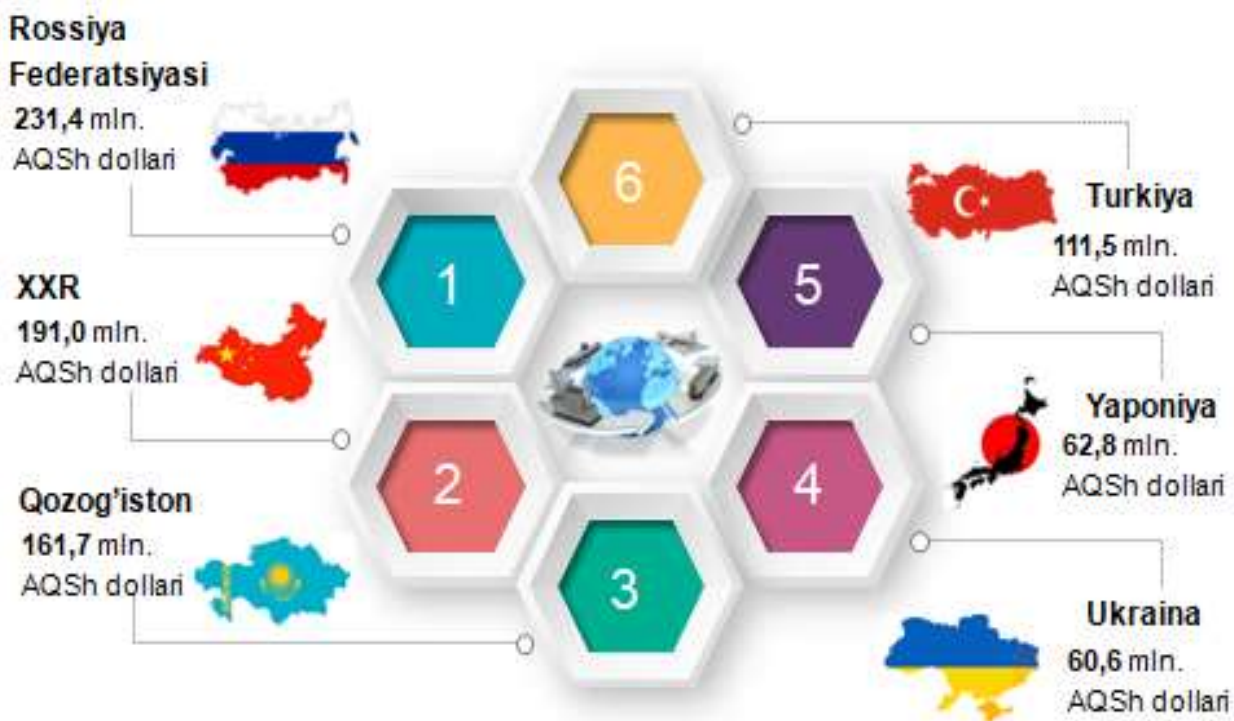 Rossiya
Federatsiyasi
231,4 mln.
AQSh dollari
XXR
191,0 mln.
AQSh dollari
Qozog’iston
161,7 mln.
AQSh dollari
1
2
3
4
5
6
Turkiya
111,5 mln.
AQSh dollari
Yaponiya
62,8 mln.
AQSh dollari
Ukraina
60,6 mln.
AQSh dollari